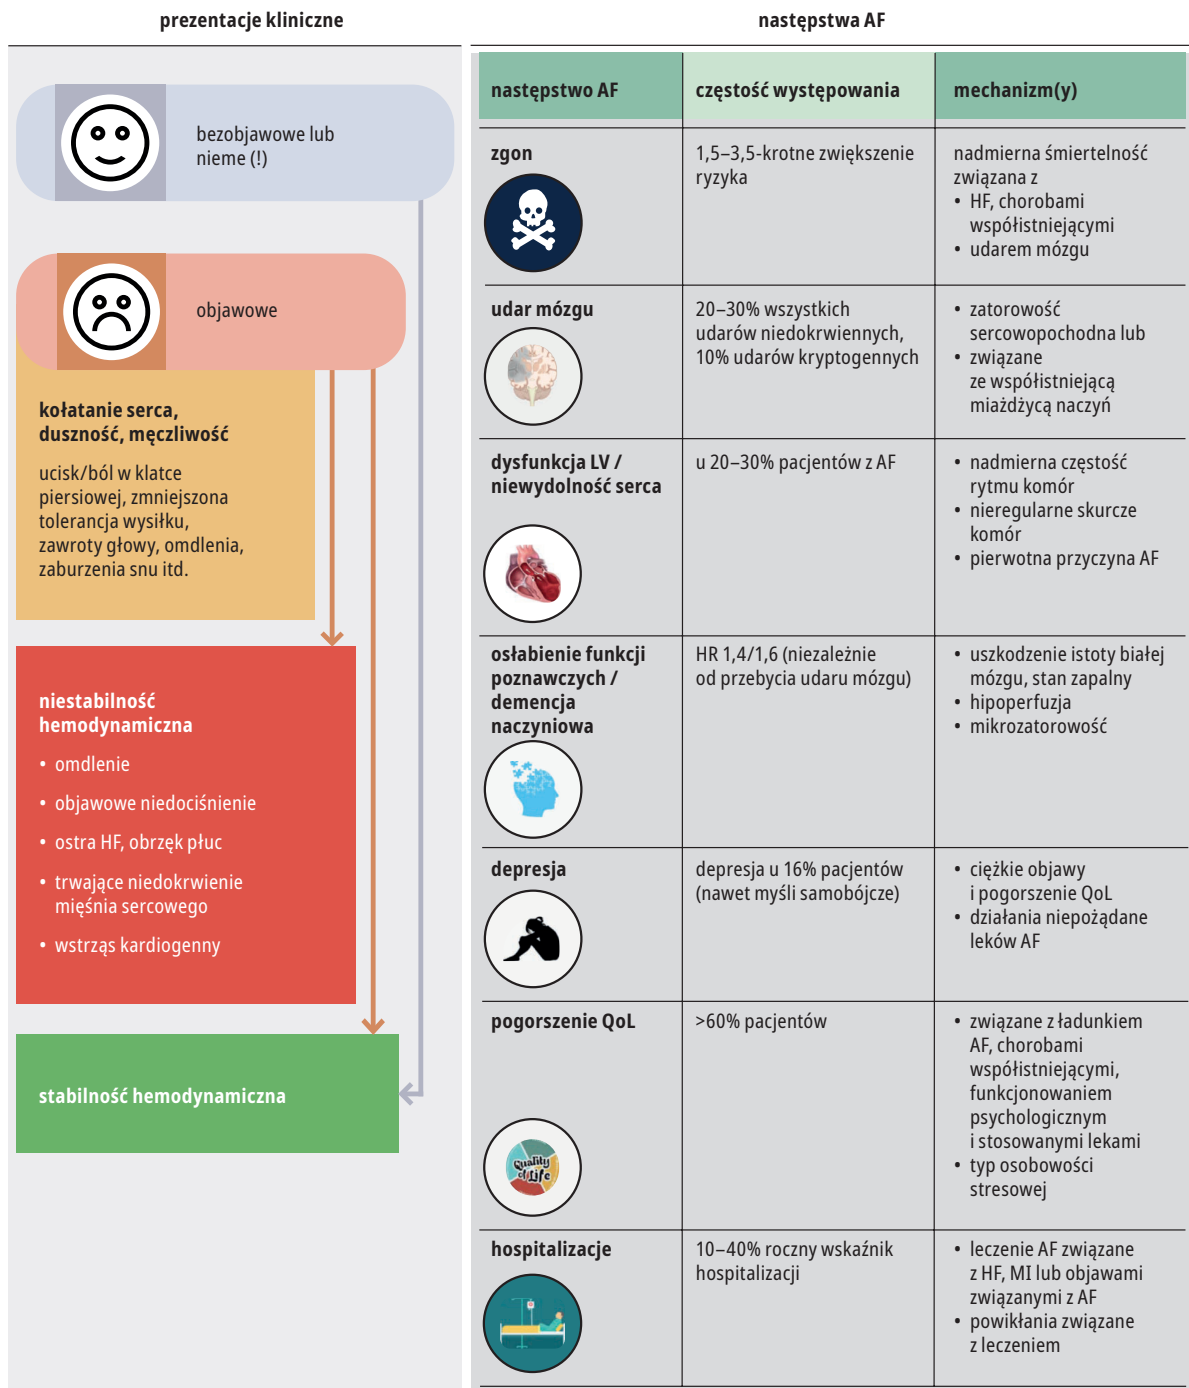 prezentacje kliniczne
bezobjawowe lub
nieme (!)
objawowe
kołatanie serca,
duszność, męczliwość
ucisk/ból w klatce
piersiowej, zmniejszona
tolerancja wysiłku,
zawroty głowy, omdlenia,
zaburzenia snu itd.
niestabilność
hemodynamiczna
• omdlenie
• objawowe niedociśnienie
• ostra HF, obrzęk płuc
• trwające niedokrwienie
mięśnia sercowego
• wstrząs kardiogenny
stabilność hemodynamiczna
następstwa AF
następstwo AF
częstość występowania
mechanizm(y)
zgon
1,5–3,5-krotne zwiększenie
ryzyka
nadmierna śmiertelność
związana z
• HF, chorobami
współistniejącymi
• udarem mózgu
udar mózgu
20–30% wszystkich
udarów niedokrwiennych,
10% udarów kryptogennych
• zatorowość
sercowopochodna lub
• związane
ze współistniejącą
miażdżycą naczyń
dysfunkcja LV /
niewydolność serca
u 20–30% pacjentów z AF
• nadmierna częstość
rytmu komór
• nieregularne skurcze
komór
• pierwotna przyczyna AF
osłabienie funkcji
poznawczych /
demencja
naczyniowa
HR 1,4/1,6 (niezależnie
od przebycia udaru mózgu)
• uszkodzenie istoty białej
mózgu, stan zapalny
• hipoperfuzja
• mikrozatorowość
depresja
depresja u 16% pacjentów
(nawet myśli samobójcze)
• ciężkie objawy
i pogorszenie QoL
• działania niepożądane
leków AF
pogorszenie QoL
Quality
of Life
>60% pacjentów
• związane z ładunkiem
AF, chorobami
współistniejącymi,
funkcjonowaniem
psychologicznym
i stosowanymi lekami
• typ osobowości
stresowej
hospitalizacje
10–40% roczny wskaźnik
hospitalizacji
• leczenie AF związane
z HF, MI lub objawami
związanymi z AF
• powikłania związane
z leczeniem